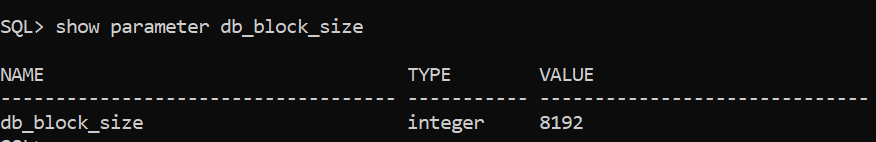 SQL> show parameter db_block_size
NAME                                 TYPE        VALUE
------------------------------------ ----------- ------------------------------
db_block_size                        integer     8192